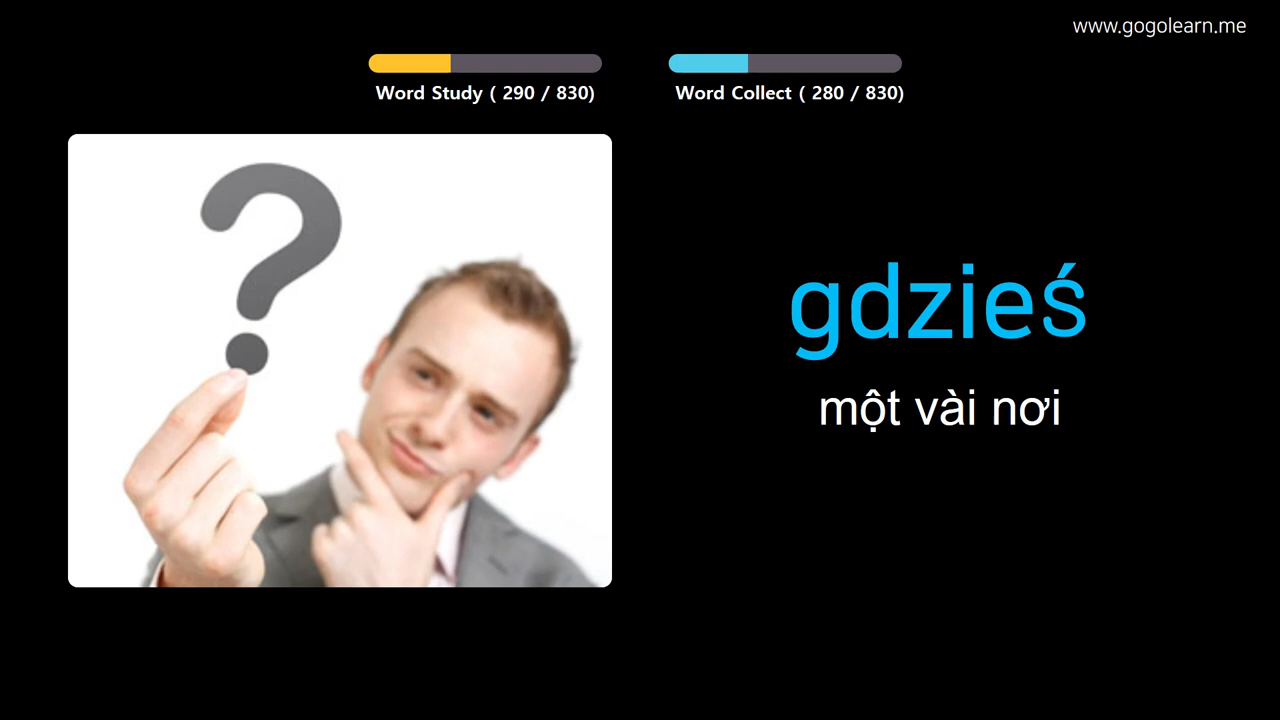 www.gogolearn.me
Word Study ( 290 / 830)
Word Collect ( 280 / 830)
gdzieś
một vài nơi